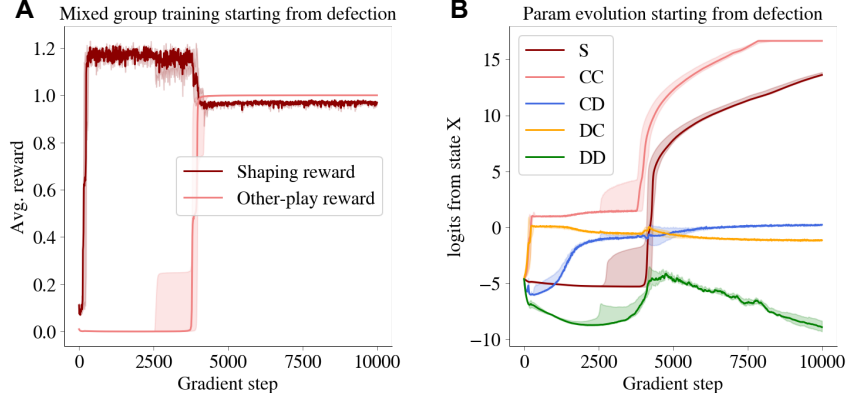 A
Mixed group training starting from defection
Avg. reward
1.2
1.0
0.8
0.6
0.4
0.2
0.0
Shaping reward
Other-play reward
0
2500
5000
7500
10000
Gradient step
B
Param evolution starting from defection
logits from state X
15
10
5
0
−5
−10
S
CC
CD
DC
DD
0
2500
5000
7500
10000
Gradient step